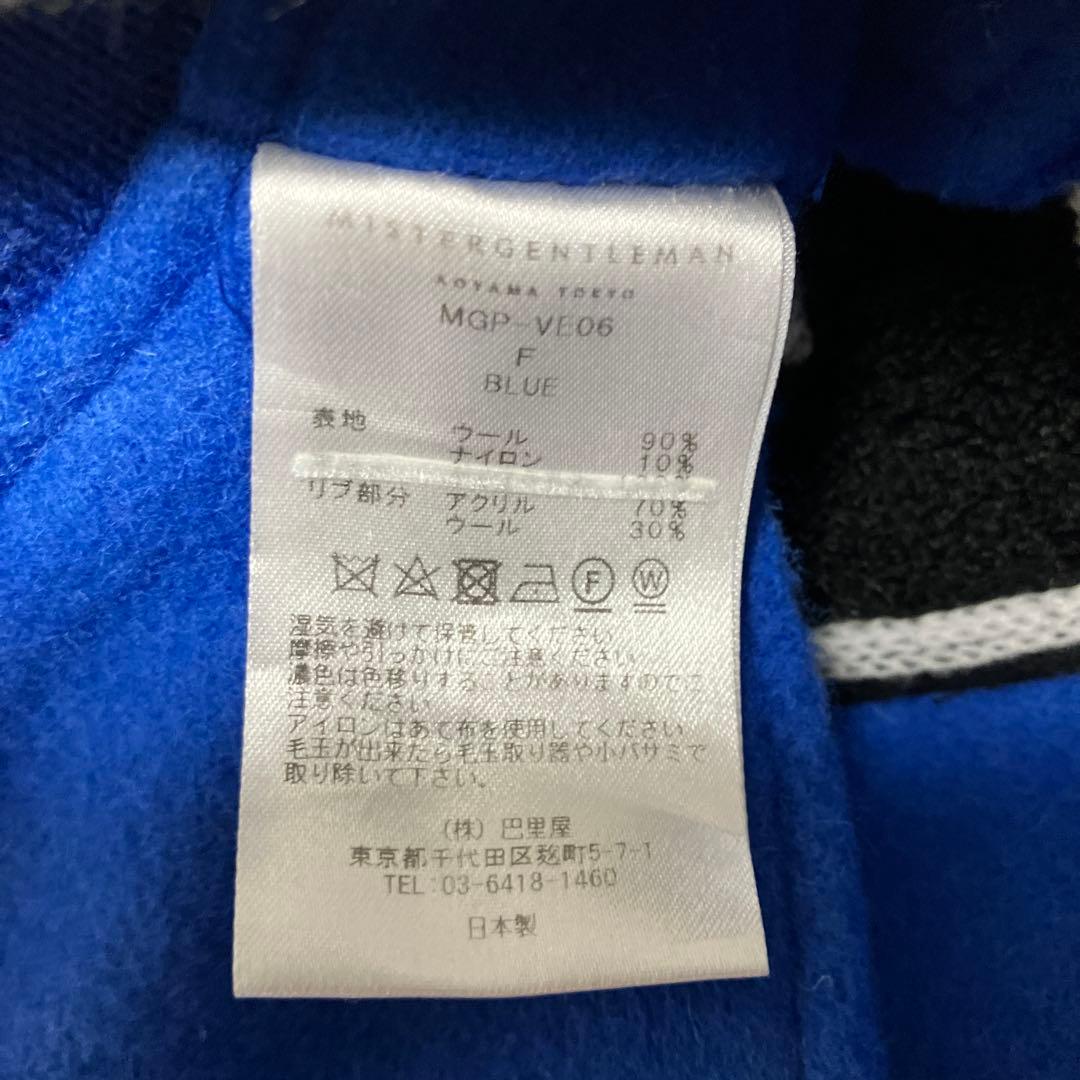 MISTERGENTLEMAN
AOYAMA TOKYO
MGP-VE06
F
BLUE
表地 ウール 90%
ナイロン 10%
リブ部分 アクリル 70%
ウール 30%
F W
湿気を避けて保管してください
摩擦や引っかけにご注意ください
濃色は色移りすることがありますのでご
注意ください
アイロンはあて布を使用してください
毛玉が出来たら毛玉取り器や小バサミで
取り除いて下さい。
(株) 巴里屋
東京都千代田区麹町5-7-1
TEL:03-6418-1460
日本製